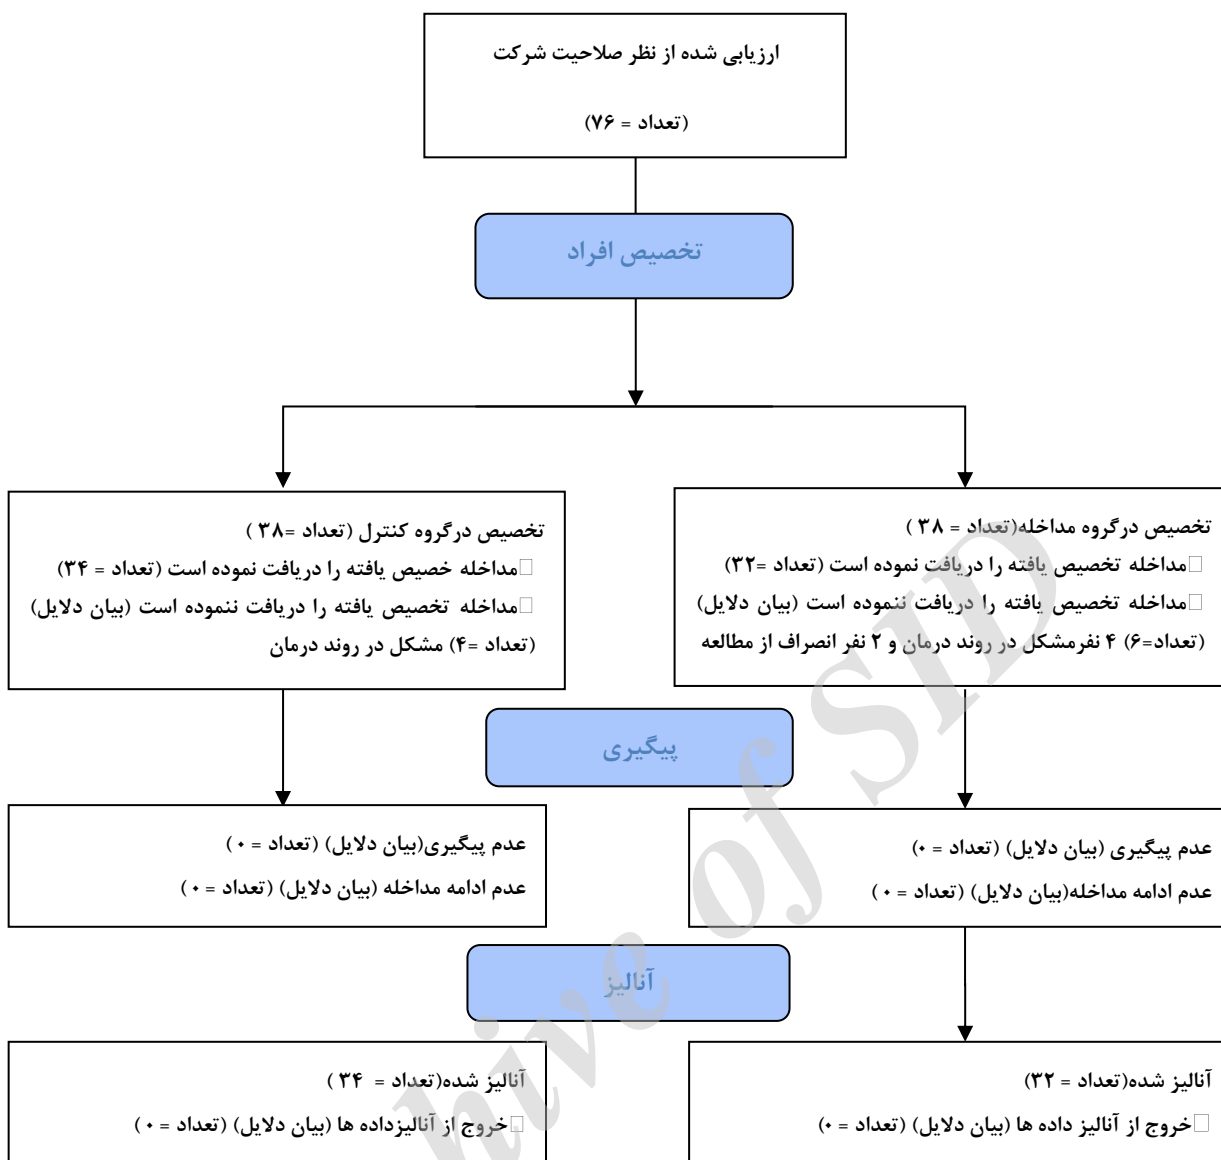 ارزیابی شده از نظر صلاحیت شرکت
(تعداد = ۷۶)
تخصیص افراد
تخصیص درگروه مداخله(تعداد = ۳۸ )
□مداخله تخصیص یافته را دریافت نموده است (تعداد =۳۲)
□مداخله تخصیص یافته را دریافت ننموده است (بیان دلایل)
(تعداد=۶) ۴ نفرمشکل در روند درمان و ۲ نفر انصراف از مطالعه
تخصیص درگروه کنترل (تعداد =۳۸ )
□مداخله خصیص یافته را دریافت نموده است (تعداد = ۳۴)
□مداخله تخصیص یافته را دریافت ننموده است (بیان دلایل)
(تعداد =۴) مشکل در روند درمان
پیگیری
عدم پیگیری (بیان دلایل) (تعداد = ۰)
عدم ادامه مداخله(بیان دلایل) (تعداد = ۰ )
عدم پیگیری(بیان دلایل) (تعداد = ۰ )
عدم ادامه مداخله (بیان دلایل) (تعداد = ۰ )
آنالیز
آنالیز شده(تعداد = ۳۲)
□خروج از آنالیز داده ها (بیان دلایل) (تعداد = ۰)
آنالیز شده(تعداد = ۳۴ )
□خروج از آنالیزداده ها (بیان دلایل) (تعداد = ۰ )
hive of SID